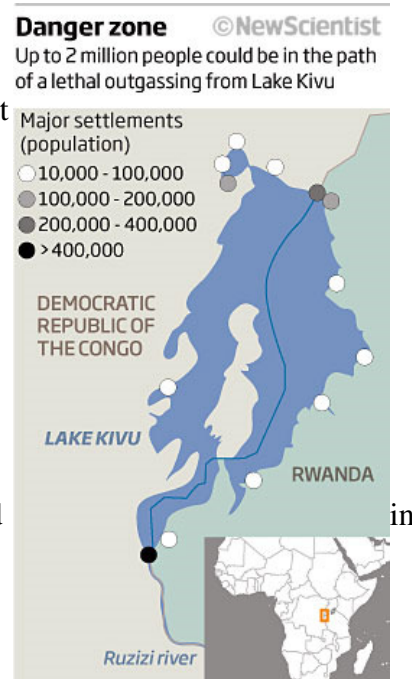 Danger zone ©NewScientist
Up to 2 million people could be in the path
of a lethal outgassing from Lake Kivu
t
Major settlements
(population)
10,000 - 100,000
100,000 - 200,000
200,000 - 400,000
>400,000
DEMOCRATIC
REPUBLIC OF
THE CONGO
LAKE KIVU
RWANDA
in
Ruzizi river